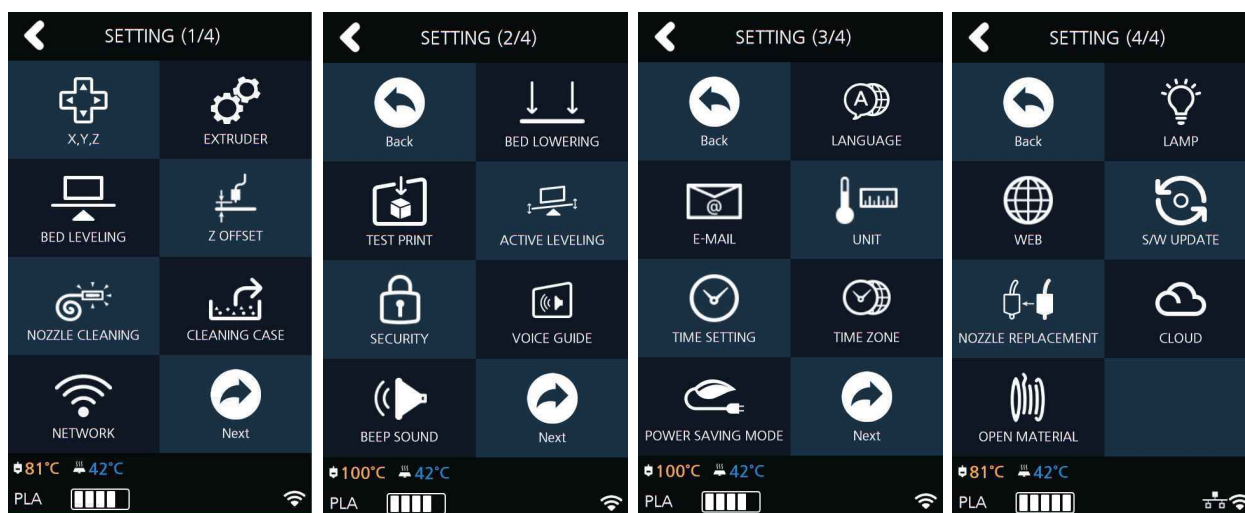 SETTING (1/4)
X,Y,Z
EXTRUDER
BED LEVELING
Z OFFSET
NOZZLE CLEANING
CLEANING CASE
NETWORK
Next
81°C 42°C
PLA
SETTING (2/4)
Back
BED LOWERING
TEST PRINT
ACTIVE LEVELING
SECURITY
VOICE GUIDE
BEEP SOUND
Next
100°C 42°C
PLA
SETTING (3/4)
Back
A
LANGUAGE
@
E-MAIL
UNIT
TIME SETTING
TIME ZONE
POWER SAVING MODE
Next
100°C 42°C
PLA
SETTING (4/4)
Back
LAMP
WEB
S/W UPDATE
NOZZLE REPLACEMENT
CLOUD
OPEN MATERIAL
81°C 42°C
PLA